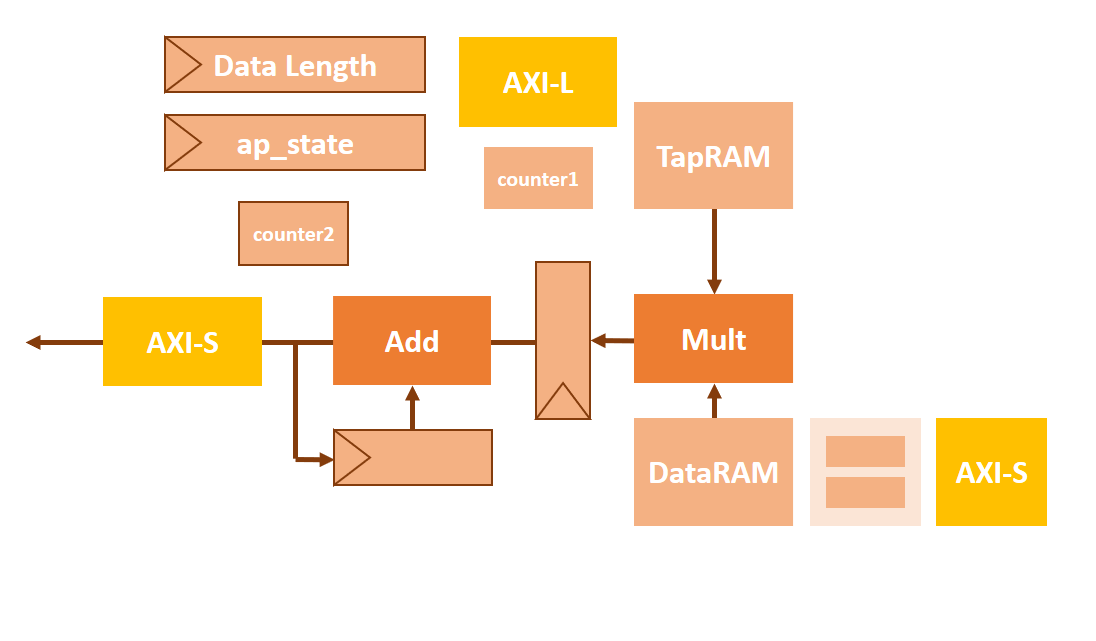 Data Length
AXI-L
ap_state
TapRAM
counter1
counter2
AXI-S
Add
Mult
DataRAM
AXI-S